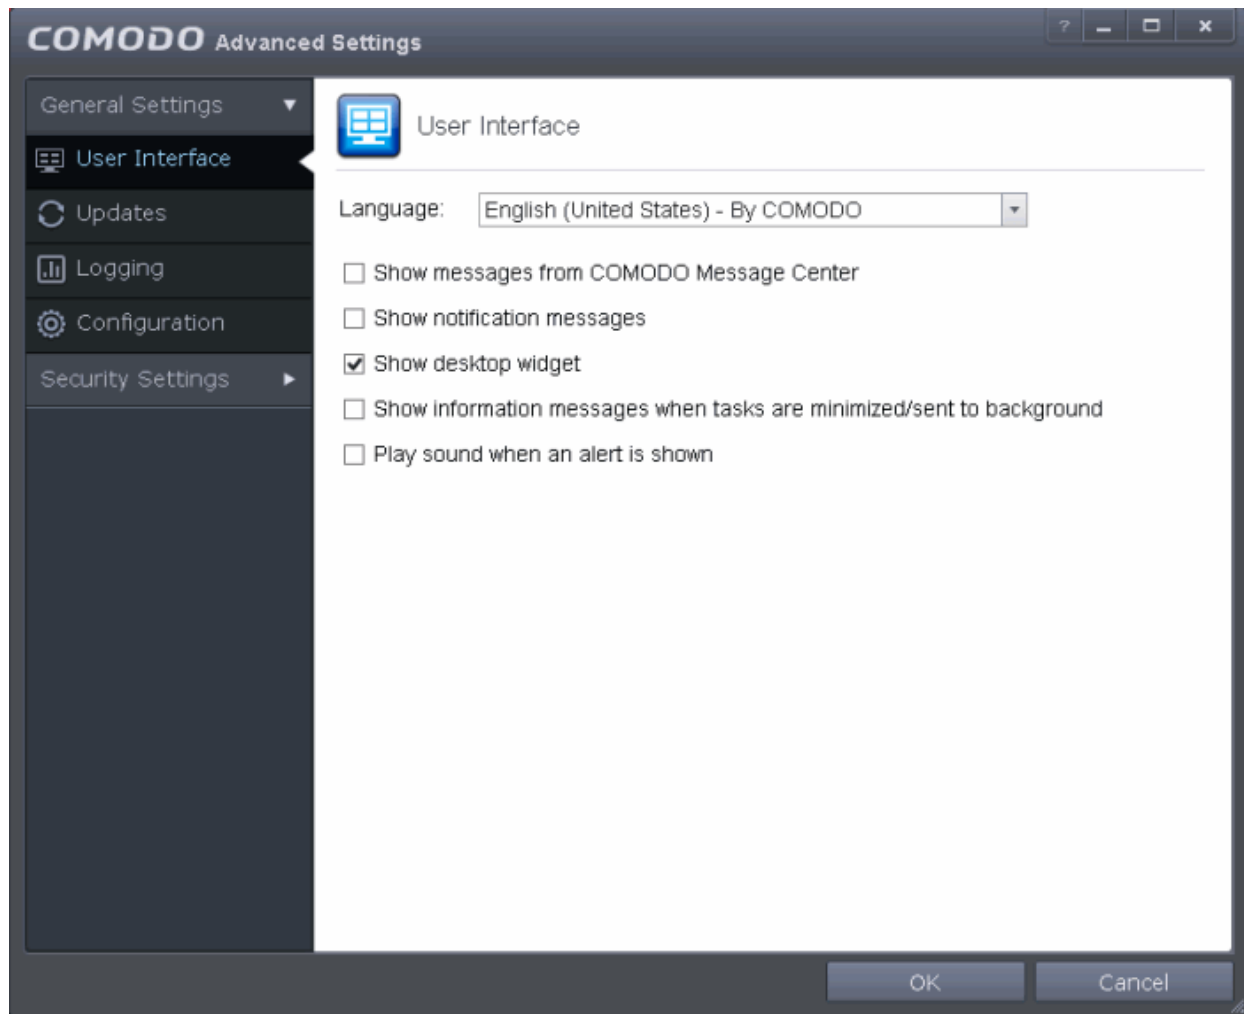 COMODO Advanced Settings
?
General Settings
User Interface
Updates
Logging
Configuration
Security Settings
User Interface
Language: English (United States) - By COMODO
Show messages from COMODO Message Center
Show notification messages
Show desktop widget
Show information messages when tasks are minimized/sent to background
Play sound when an alert is shown
OK Cancel